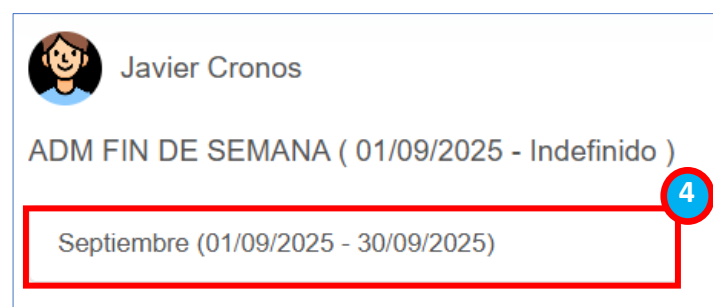 Javier Cronos
ADM FIN DE SEMANA ( 01/09/2025 - Indefinido )
4
Septiembre (01/09/2025 - 30/09/2025)